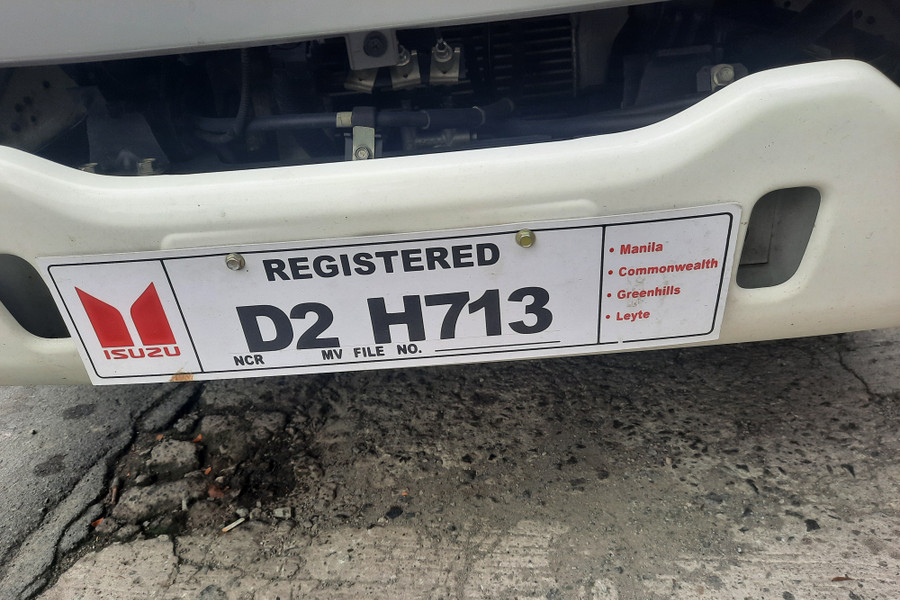 REGISTERED
D2 H713
NCR MV FILE NO.
ISUZU
• Manila
• Commonwealth
• Greenhills
• Leyte